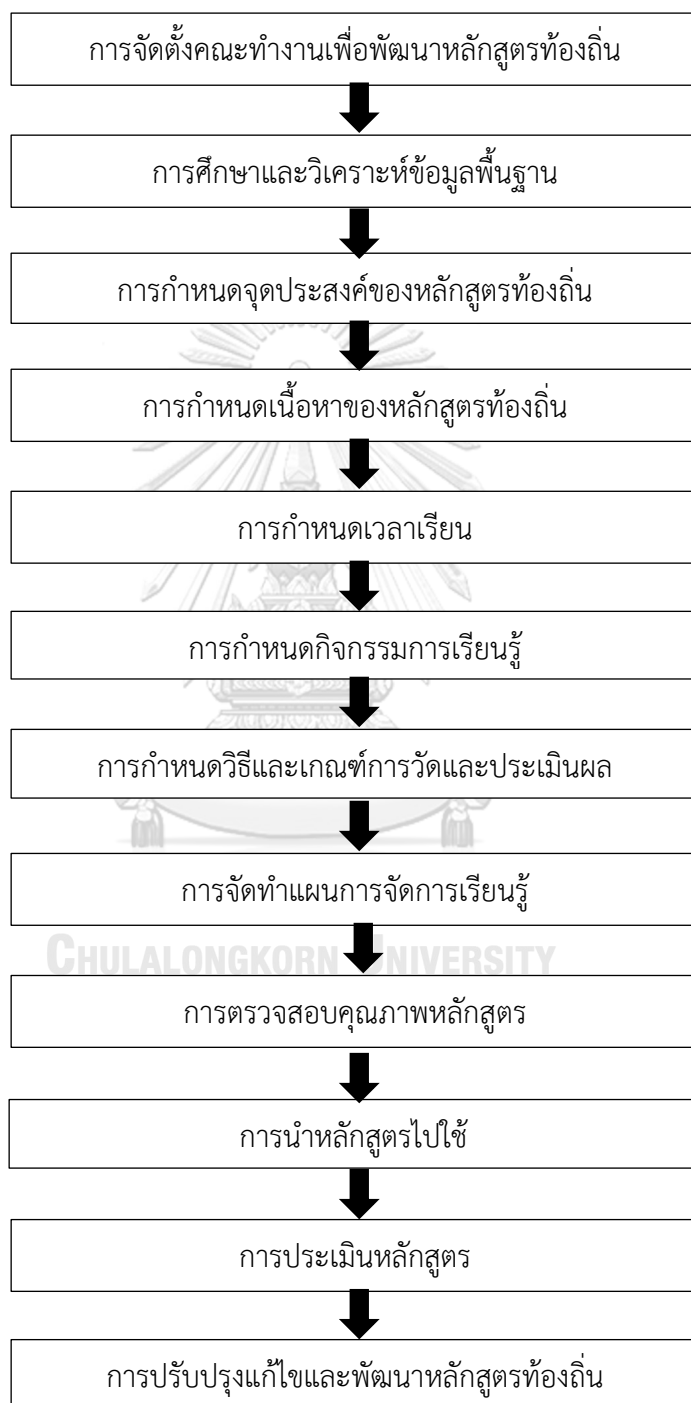 การจัดตั้งคณะทำงานเพื่อพัฒนาหลักสูตรท้องถิ่น
การศึกษาและวิเคราะห์ข้อมูลพื้นฐาน
การกำหนดจุดประสงค์ของหลักสูตรท้องถิ่น
การกำหนดเนื้อหาของหลักสูตรท้องถิ่น
การกำหนดเวลาเรียน
การกำหนดกิจกรรมการเรียนรู้
การกำหนดวิธีและเกณฑ์การวัดและประเมินผล
การจัดทำแผนการจัดการเรียนรู้
CHULALONGKORN UNIVERSITY
การตรวจสอบคุณภาพหลักสูตร
การนำหลักสูตรไปใช้
การประเมินหลักสูตร
การปรับปรุงแก้ไขและพัฒนาหลักสูตรท้องถิ่น